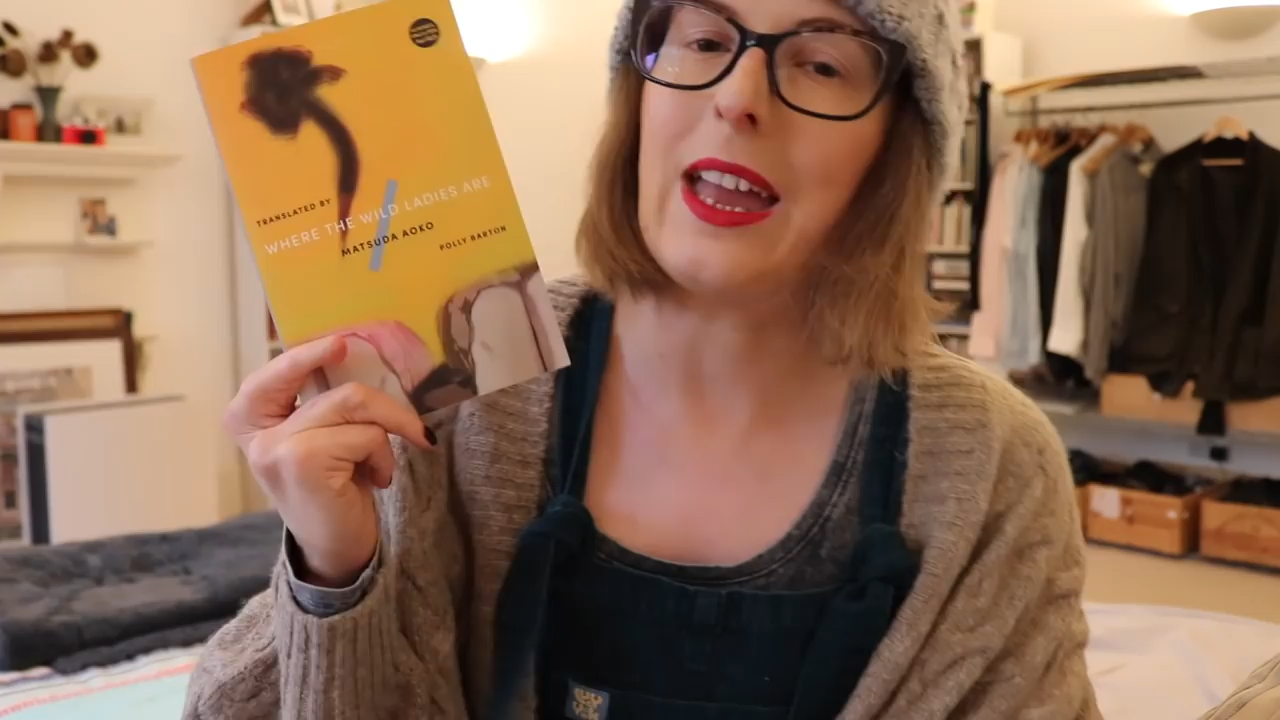 TRANSLATED BY
WHERE THE WILD LADIES ARE
MATSUDA AOKO
POLLY BARTON